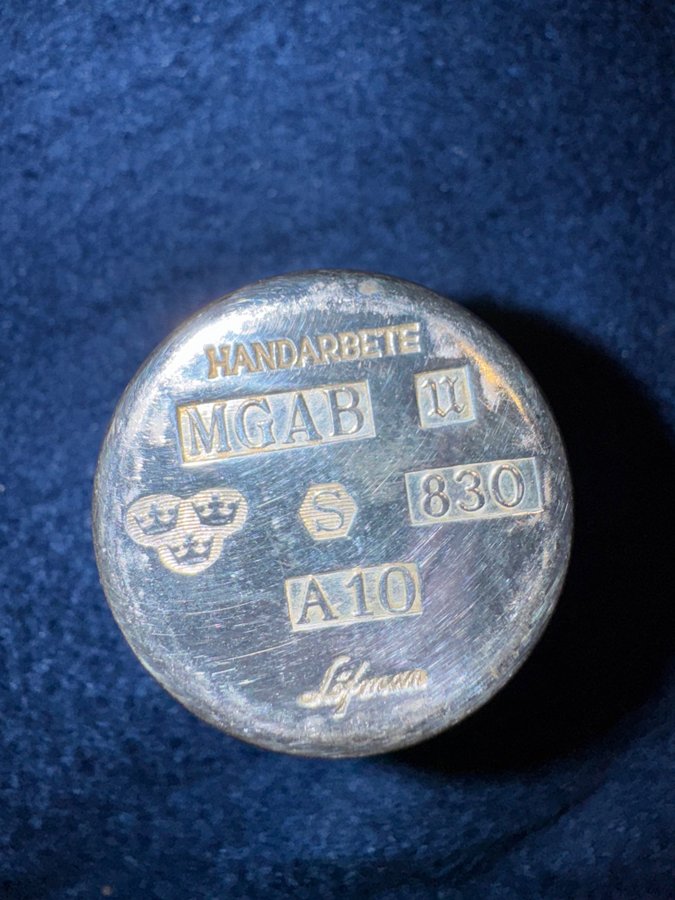 HANDARBETE
MGAB u
S 830
A10
Löfman